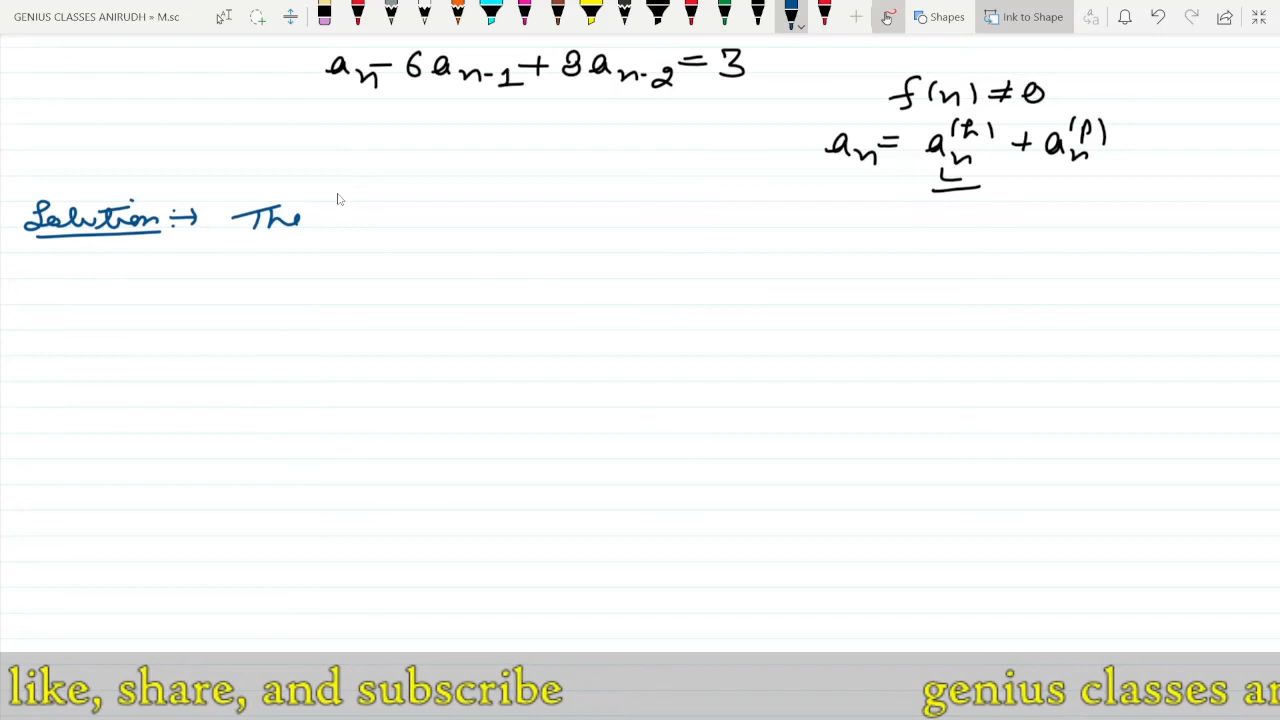 GENIUS CLASSES ANIRUDH - M.sc
Shapes
Ink to Shape
aₙ - 6aₙ₋₁ + 8aₙ₋₂ = 3
f(n) ≠ 0
aₙ = aₙ⁽ʰ⁾ + aₙ⁽ᵖ⁾
Solution :→ The
like, share, and subscribe
genius classes an